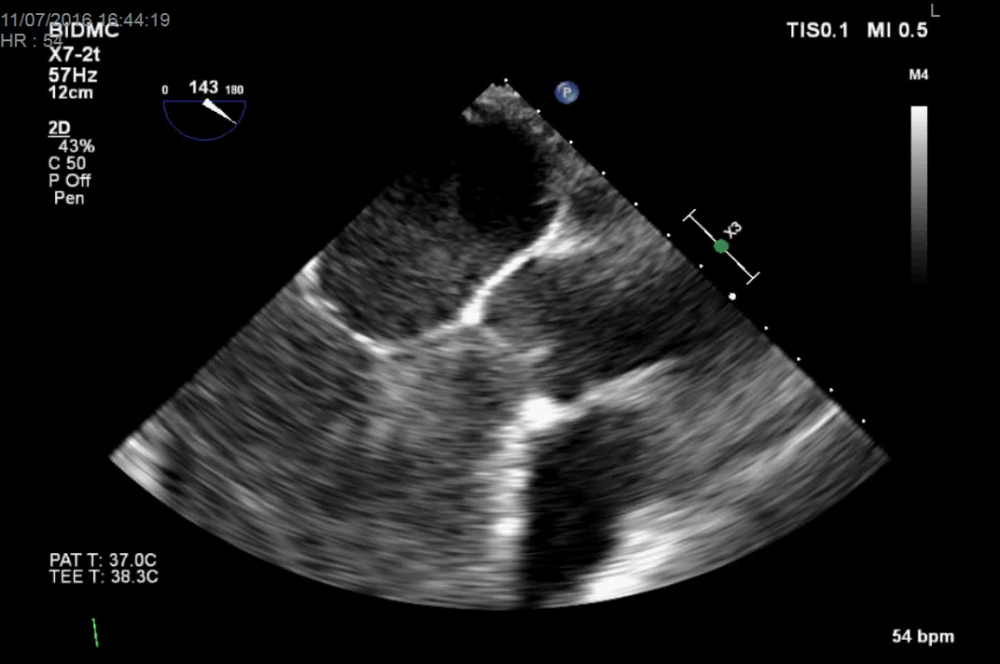 11/07/2016 16:44:19
HR : 54
BIDMC
X7-2t
57Hz
12cm
0 143 180
2D
43%
C 50
P Off
Pen
P
L
TIS0.1 MI 0.5
M4
X3
PAT T: 37.0C
TEE T: 38.3C
54 bpm